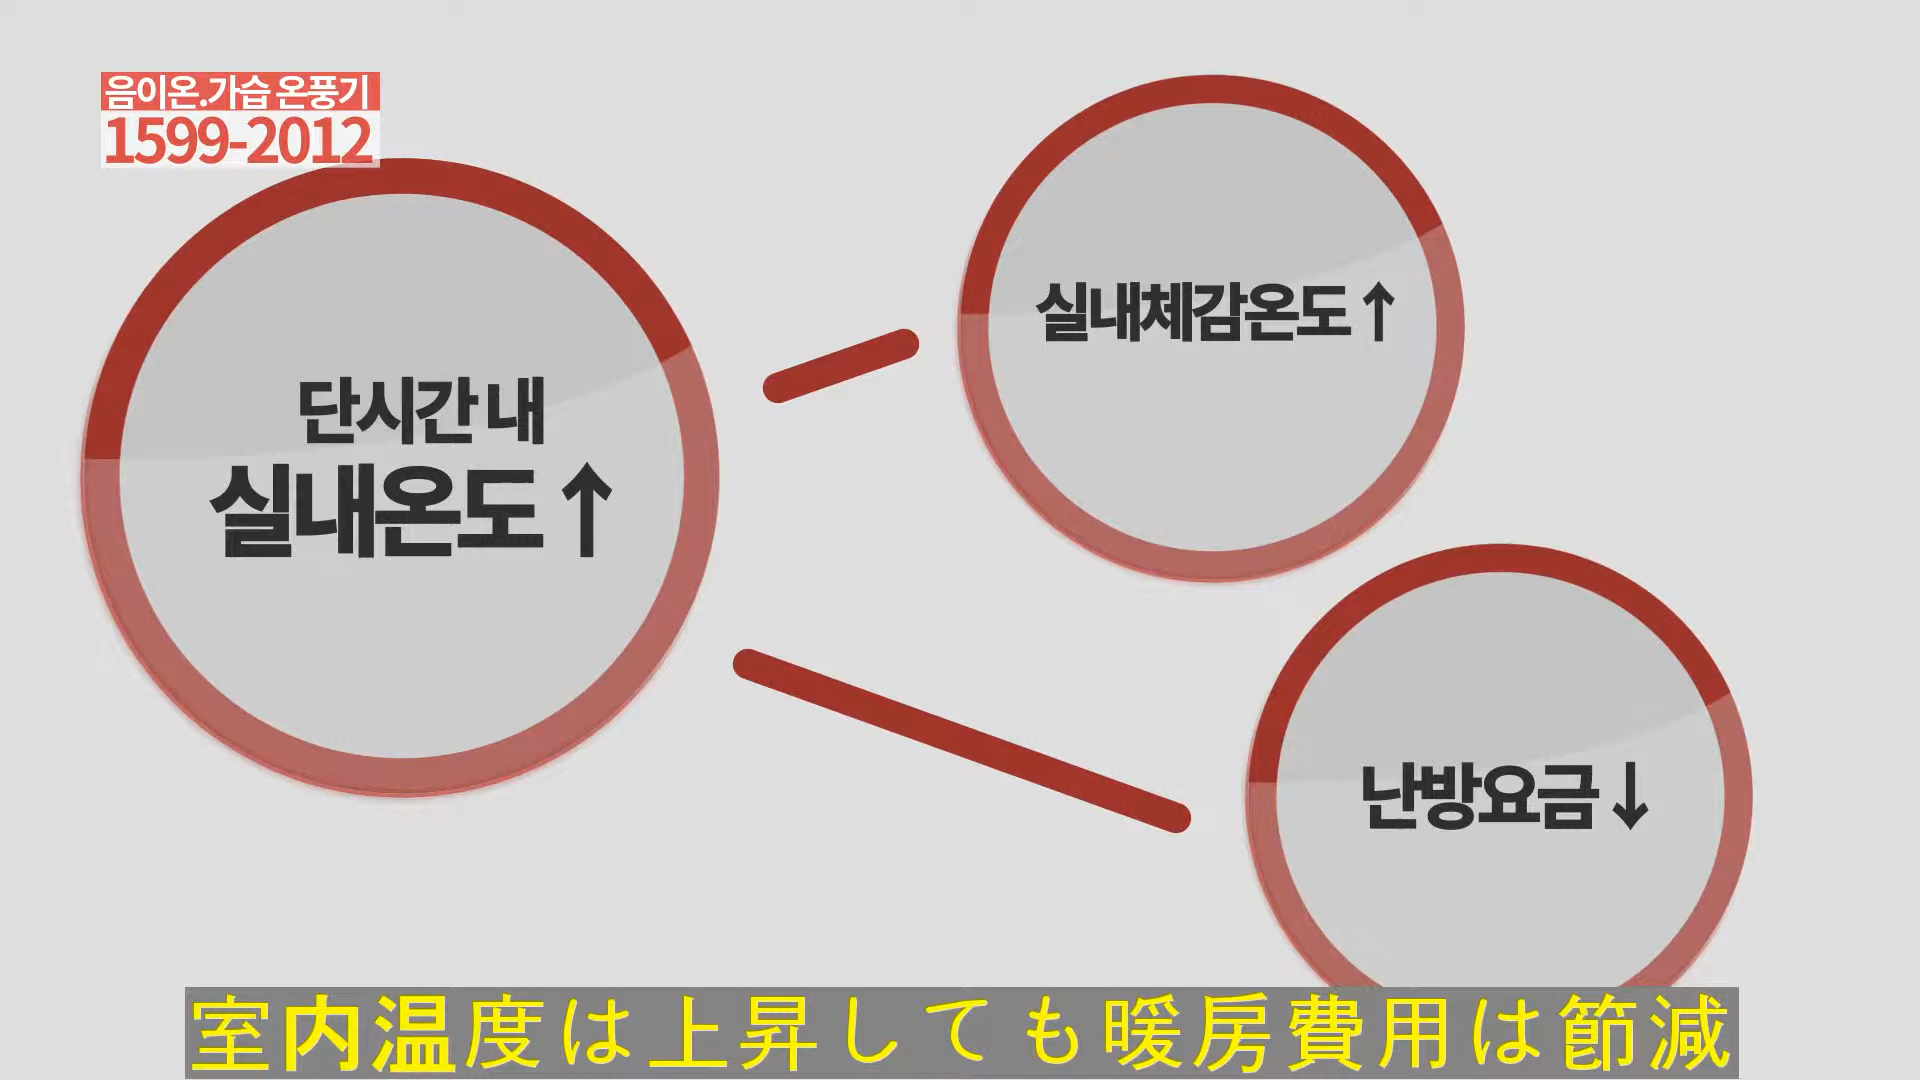 음이온.가습 온풍기
1599-2012
단시간 내
실내온도↑
실내체감온도↑
난방요금↓
室内温度は上昇しても暖房費用は節減